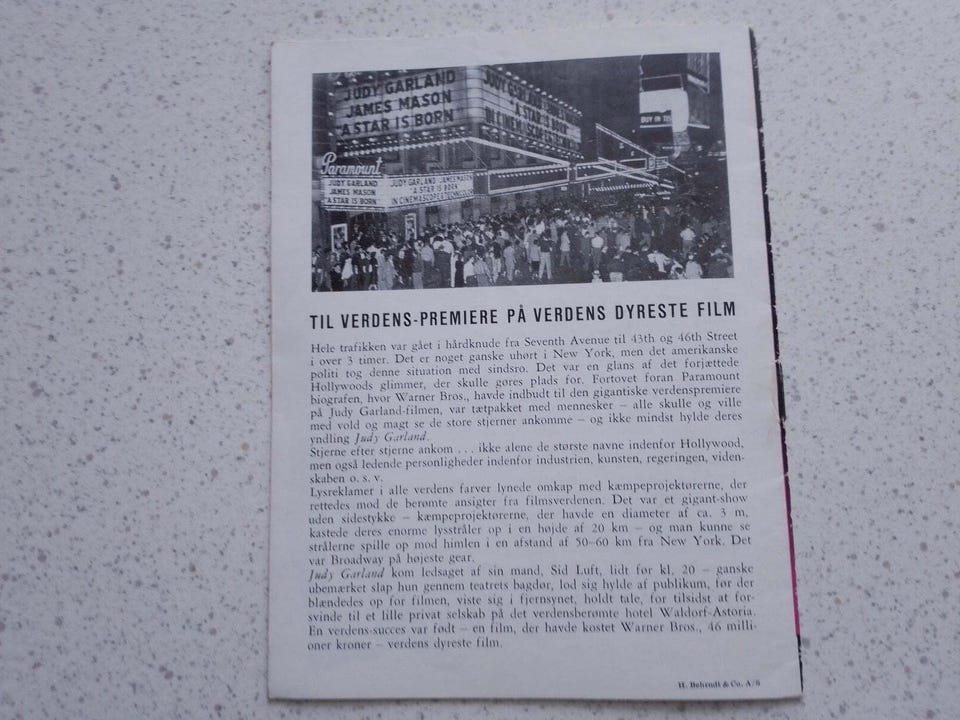 JUDY GARLAND
JAMES MASON
"A STAR IS BORN
JUDY GARLAND
"A STAR IS BORN
IN CINEMASCOPE
BUY
Paramount
JUDY GARLAND
JAMES MASON
"A STAR IS BORN"
JUDY GARLAND · JAMES MASON
"A STAR IS BORN
IN CINEMASCOPE & TECHNICOLOR
TIL VERDENS-PREMIERE PÅ VERDENS DYRESTE FILM
Hele trafikken var gået i hårdknude fra Seventh Avenue til 43th og 46th Street
i over 3 timer. Det er noget ganske uhørt i New York, men det amerikanske
politi tog denne situation med sindsro. Det var en glans af det forjættede
Hollywoods glimmer, der skulle gøres plads for. Fortovet foran Paramount
biografen, hvor Warner Bros., havde indbudt til den gigantiske verdenspremiere
på Judy Garland-filmen, var tætpakket med mennesker – alle skulle og ville
med vold og magt se de store stjerner ankomme – og ikke mindst hylde deres
yndling Judy Garland.
Stjerne efter stjerne ankom . . . ikke alene de største navne indenfor Hollywood,
men også ledende personligheder indenfor industrien, kunsten, regeringen, viden-
skaben o. s. v.
Lysreklamer i alle verdens farver lynede omkap med kæmpeprojektørerne, der
rettedes mod de berømte ansigter fra filmsverdenen. Det var et gigant-show
uden sidestykke – kæmpeprojektørerne, der havde en diameter af ca. 3 m,
kastede deres enorme lysstråler op i en højde af 20 km – og man kunne se
strålerne spille op mod himlen i en afstand af 50–60 km fra New York. Det
var Broadway på højeste gear.
Judy Garland kom ledsaget af sin mand, Sid Luft, lidt før kl. 20 – ganske
ubemærket slap hun gennem teatrets bagdør, lod sig hylde af publikum, før der
blændedes op for filmen, viste sig i fjernsynet, holdt tale, for tilsidst at for-
svinde til et lille privat selskab på det verdensberømte hotel Waldorf-Astoria.
En verdens-succes var født – en film, der havde kostet Warner Bros., 46 milli-
oner kroner – verdens dyreste film.
H. Behrndt & Co. A/S